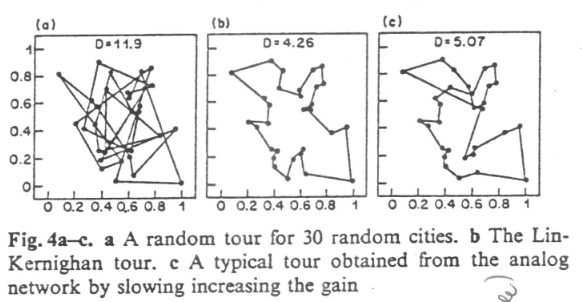 (a) (b) (c)
D=11.9 D=4.26 D=5.07
1
0.8
0.6
0.4
0.2
0
0 0.2 0.4 0.6 0.8 1 0 0.2 0.4 0.6 0.8 1 0 0.2 0.4 0.6 0.8 1
Fig. 4a–c. a A random tour for 30 random cities. b The Lin-
Kernighan tour. c A typical tour obtained from the analog
network by slowing increasing the gain